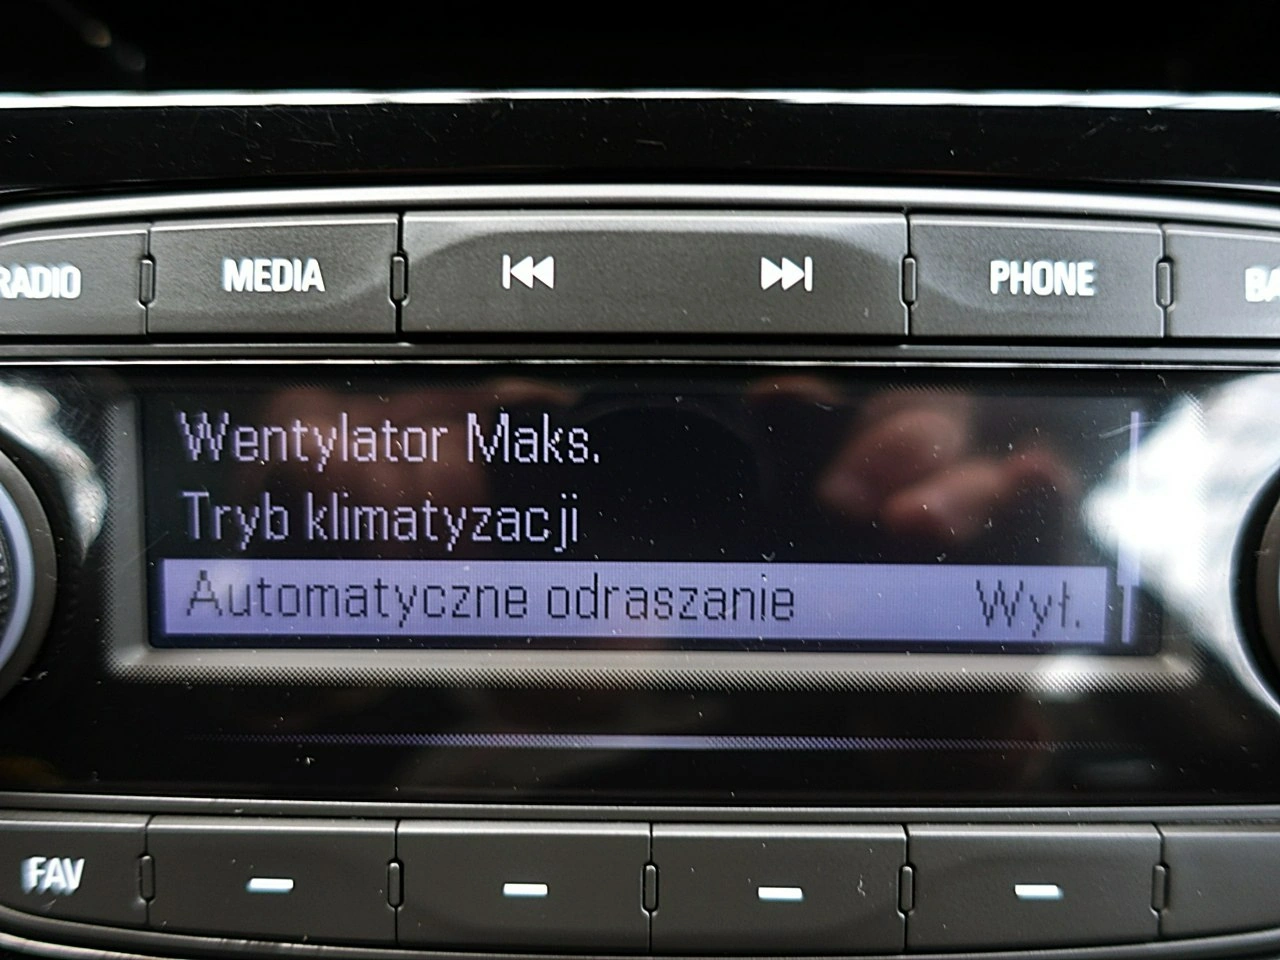 RADIO
MEDIA
PHONE
Wentylator Maks.
Tryb klimatyzacji
Automatyczne odraszanie Wył.
FAV